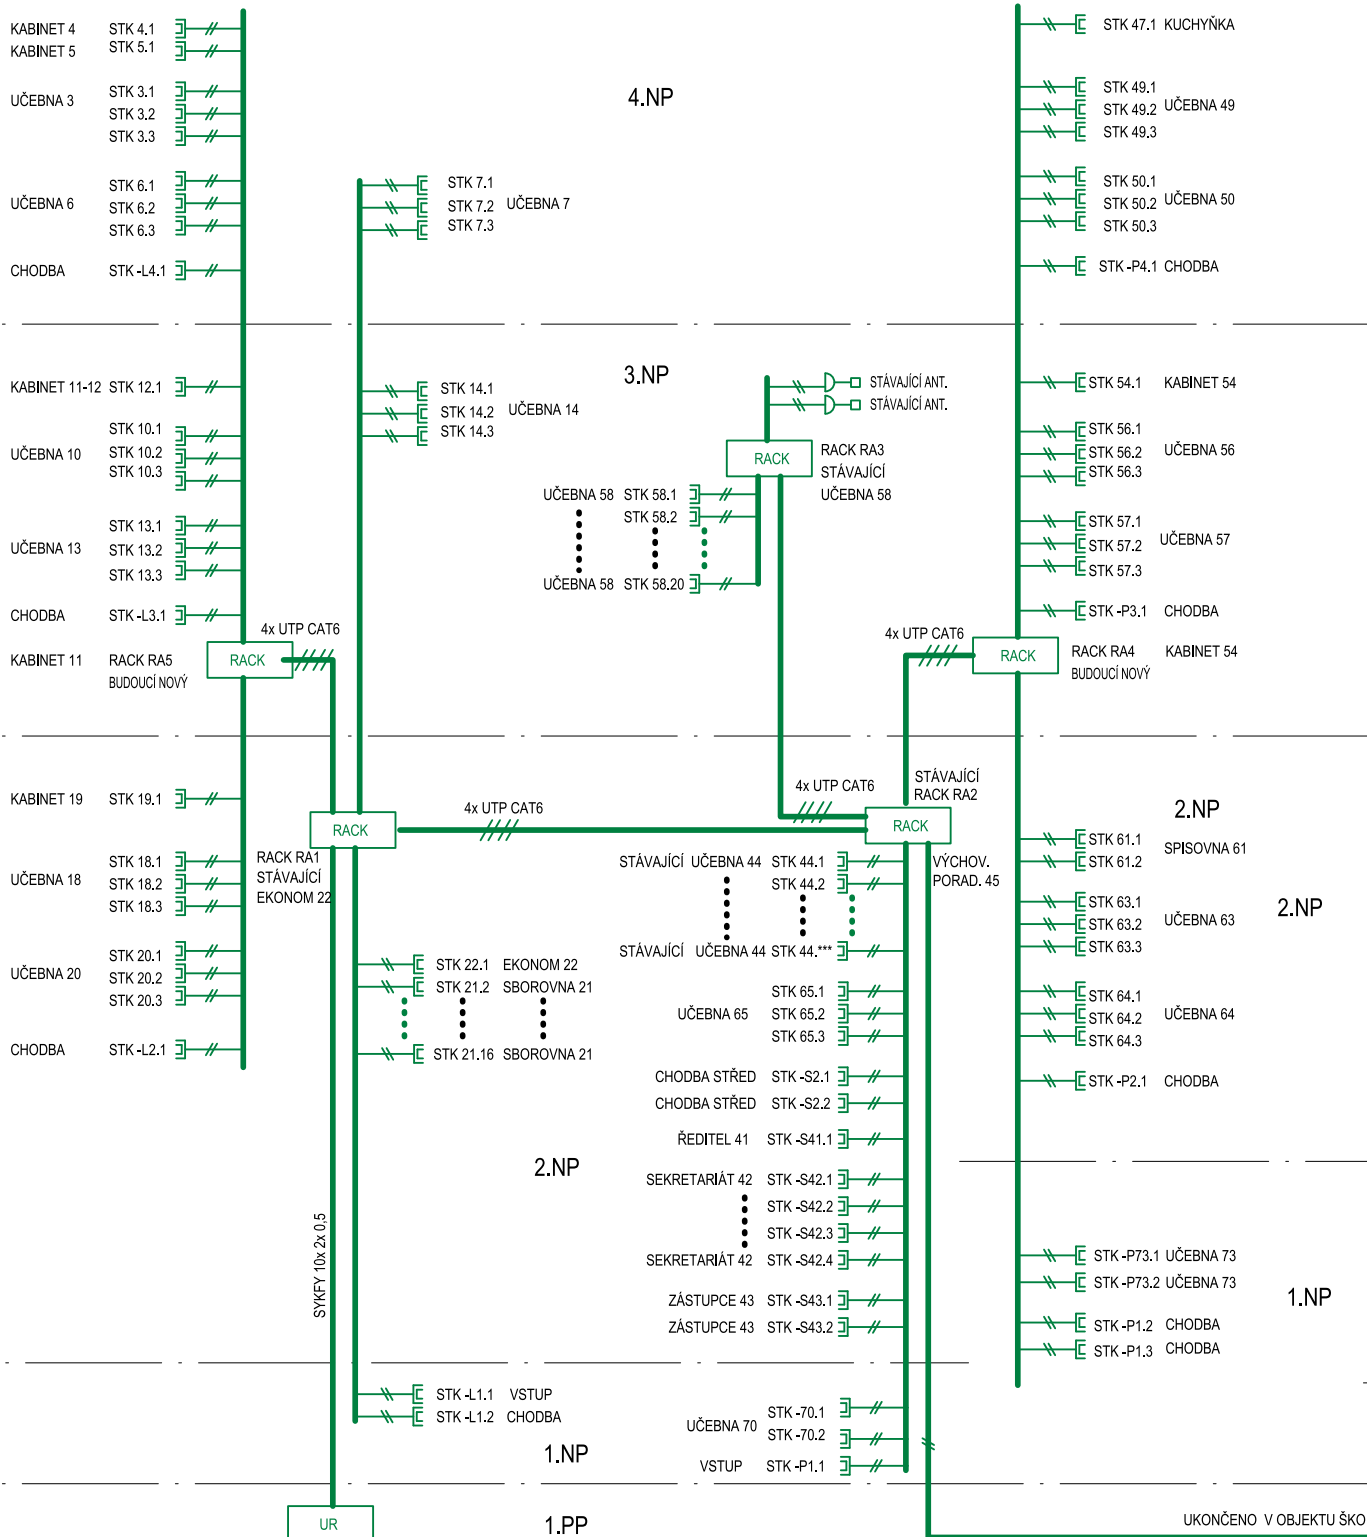 KABINET 4 STK 4.1
KABINET 5 STK 5.1
UČEBNA 3
STK 3.1
STK 3.2
STK 3.3
UČEBNA 6
STK 6.1
STK 6.2
STK 6.3
CHODBA STK -L4.1
STK 7.1
STK 7.2 UČEBNA 7
STK 7.3
4.NP
STK 47.1 KUCHYŇKA
STK 49.1
STK 49.2 UČEBNA 49
STK 49.3
STK 50.1
STK 50.2 UČEBNA 50
STK 50.3
STK -P4.1 CHODBA
3.NP
KABINET 11-12 STK 12.1
UČEBNA 10
STK 10.1
STK 10.2
STK 10.3
UČEBNA 13
STK 13.1
STK 13.2
STK 13.3
CHODBA STK -L3.1
4x UTP CAT6
KABINET 11 RACK RA5
BUDOUCÍ NOVÝ
RACK
STK 14.1
STK 14.2 UČEBNA 14
STK 14.3
STÁVAJÍCÍ ANT.
STÁVAJÍCÍ ANT.
RACK
RACK RA3
STÁVAJÍCÍ
UČEBNA 58
UČEBNA 58 STK 58.1
STK 58.2
UČEBNA 58 STK 58.20
STK 54.1 KABINET 54
STK 56.1
STK 56.2 UČEBNA 56
STK 56.3
STK 57.1
STK 57.2 UČEBNA 57
STK 57.3
STK -P3.1 CHODBA
4x UTP CAT6
RACK
RACK RA4 KABINET 54
BUDOUCÍ NOVÝ
KABINET 19 STK 19.1
UČEBNA 18
STK 18.1
STK 18.2
STK 18.3
UČEBNA 20
STK 20.1
STK 20.2
STK 20.3
CHODBA STK -L2.1
RACK
RACK RA1
STÁVAJÍCÍ
EKONOM 22
4x UTP CAT6
4x UTP CAT6
STÁVAJÍCÍ
RACK RA2
RACK
VÝCHOV.
PORAD. 45
STK 22.1 EKONOM 22
STK 21.2 SBOROVNA 21
STK 21.16 SBOROVNA 21
2.NP
SYKFY 10x 2x 0,5
STÁVAJÍCÍ UČEBNA 44 STK 44.1
STK 44.2
STÁVAJÍCÍ UČEBNA 44 STK 44.***
UČEBNA 65
STK 65.1
STK 65.2
STK 65.3
CHODBA STŘED STK -S2.1
CHODBA STŘED STK -S2.2
ŘEDITEL 41 STK -S41.1
SEKRETARIÁT 42 STK -S42.1
STK -S42.2
STK -S42.3
SEKRETARIÁT 42 STK -S42.4
ZÁSTUPCE 43 STK -S43.1
ZÁSTUPCE 43 STK -S43.2
2.NP
STK 61.1 SPISOVNA 61
STK 61.2
STK 63.1
STK 63.2 UČEBNA 63
STK 63.3
2.NP
STK 64.1
STK 64.2 UČEBNA 64
STK 64.3
STK -P2.1 CHODBA
STK -P73.1 UČEBNA 73
STK -P73.2 UČEBNA 73
1.NP
STK -P1.2 CHODBA
STK -P1.3 CHODBA
STK -L1.1 VSTUP
STK -L1.2 CHODBA
1.NP
UČEBNA 70
STK -70.1
STK -70.2
VSTUP STK -P1.1
UR
1.PP
UKONČENO V OBJEKTU ŠKO